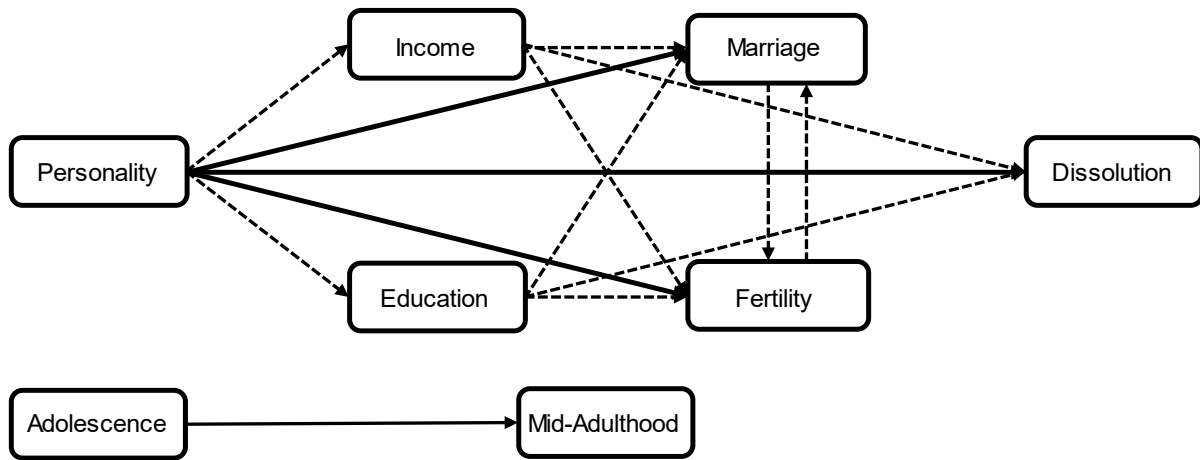 Income
Marriage
Personality
Dissolution
Education
Fertility
Adolescence
Mid-Adulthood